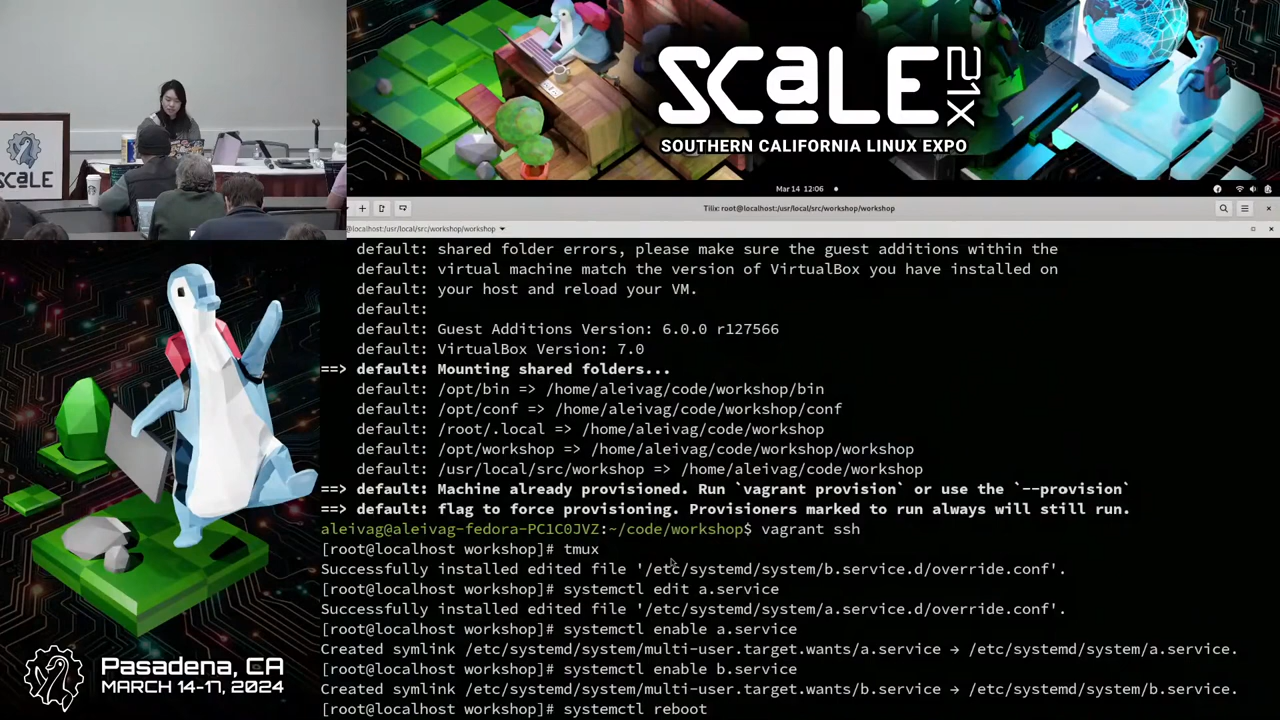 SCALE
SCaLE 21x
SOUTHERN CALIFORNIA LINUX EXPO
Mar 14 12:06
Tilix: root@localhost:/usr/local/src/workshop/workshop
@localhost:/usr/local/src/workshop/workshop
default: shared folder errors, please make sure the guest additions within the
default: virtual machine match the version of VirtualBox you have installed on
default: your host and reload your VM.
default:
default: Guest Additions Version: 6.0.0 r127566
default: VirtualBox Version: 7.0
==> default: Mounting shared folders...
default: /opt/bin => /home/aleivag/code/workshop/bin
default: /opt/conf => /home/aleivag/code/workshop/conf
default: /root/.local => /home/aleivag/code/workshop
default: /opt/workshop => /home/aleivag/code/workshop/workshop
default: /usr/local/src/workshop => /home/aleivag/code/workshop
==> default: Machine already provisioned. Run `vagrant provision` or use the `--provision`
==> default: flag to force provisioning. Provisioners marked to run always will still run.
aleivag@aleivag-fedora-PC1C0JVZ:~/code/workshop$ vagrant ssh
[root@localhost workshop]# tmux
Successfully installed edited file '/etc/systemd/system/b.service.d/override.conf'.
[root@localhost workshop]# systemctl edit a.service
Successfully installed edited file '/etc/systemd/system/a.service.d/override.conf'.
[root@localhost workshop]# systemctl enable a.service
Created symlink /etc/systemd/system/multi-user.target.wants/a.service → /etc/systemd/system/a.service.
[root@localhost workshop]# systemctl enable b.service
Created symlink /etc/systemd/system/multi-user.target.wants/b.service → /etc/systemd/system/b.service.
[root@localhost workshop]# systemctl reboot
Pasadena, CA
MARCH 14-17, 2024